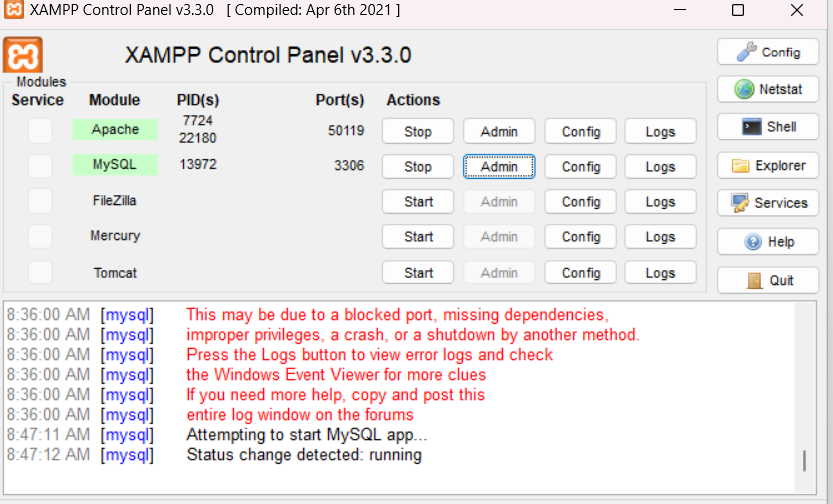 XAMPP Control Panel v3.3.0 [ Compiled: Apr 6th 2021 ]
XAMPP Control Panel v3.3.0
Config
Modules
Service Module PID(s) Port(s) Actions
Netstat
Apache 7724 22180 50119 Stop Admin Config Logs
Shell
MySQL 13972 3306 Stop Admin Config Logs
Explorer
FileZilla Start Admin Config Logs
Services
Mercury Start Admin Config Logs
Help
Tomcat Start Admin Config Logs
Quit
8:36:00 AM [mysql] This may be due to a blocked port, missing dependencies,
8:36:00 AM [mysql] improper privileges, a crash, or a shutdown by another method.
8:36:00 AM [mysql] Press the Logs button to view error logs and check
8:36:00 AM [mysql] the Windows Event Viewer for more clues
8:36:00 AM [mysql] If you need more help, copy and post this
8:36:00 AM [mysql] entire log window on the forums
8:47:11 AM [mysql] Attempting to start MySQL app...
8:47:12 AM [mysql] Status change detected: running